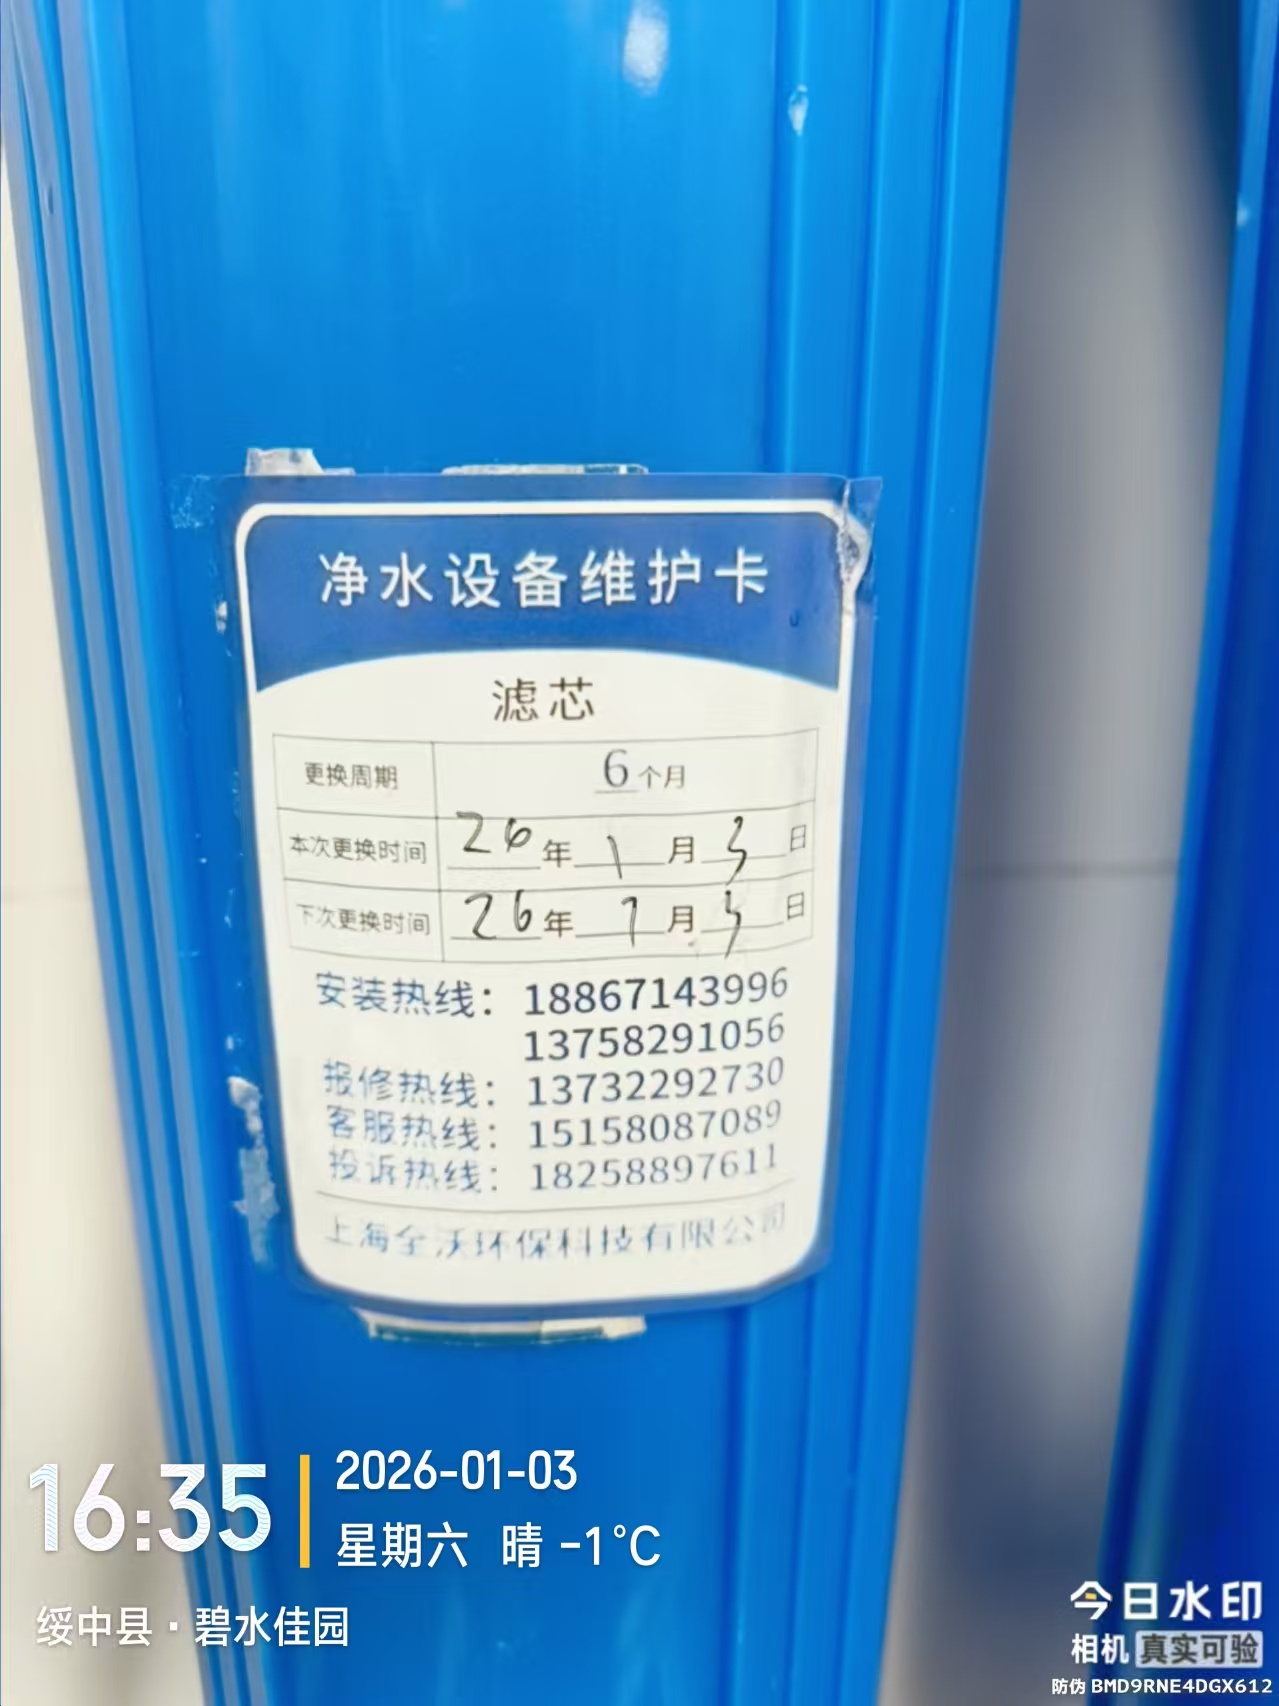 净水设备维护卡
滤芯
更换周期 6个月
本次更换时间 26年1月3日
下次更换时间 26年7月3日
安装热线：18867143996
13758291056
报修热线：13732292730
客服热线：15158087089
投诉热线：18258897611
上海全沃环保科技有限公司
16:35
2026-01-03
星期六 晴 -1℃
绥中县·碧水佳园
今日水印
相机 真实可验
防伪 BMD9RNE4DGX612